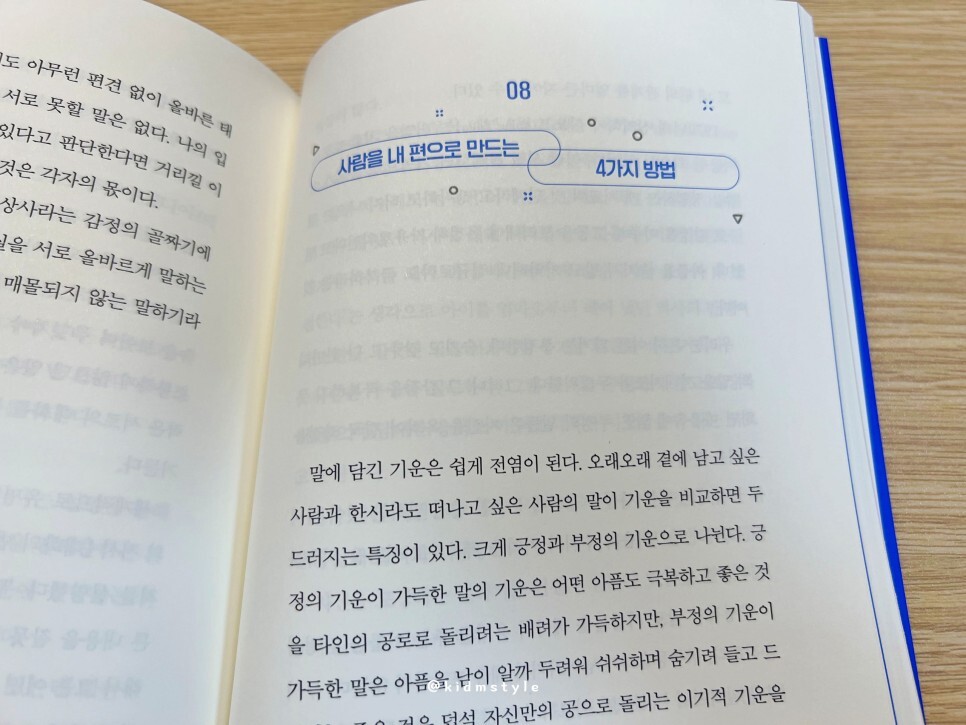 도 아무런 편견 없이 올바른 태
서로 못할 말은 없다. 나의 입
있다고 판단한다면 거리낄 이
것은 각자의 몫이다.
상사라는 감정의 골짜기에
을 서로 올바르게 말하는
매몰되지 않는 말하기라
08
사람을 내 편으로 만드는
4가지 방법
말에 담긴 기운은 쉽게 전염이 된다. 오래오래 곁에 남고 싶은
사람과 한시라도 떠나고 싶은 사람의 말이 기운을 비교하면 두
드러지는 특징이 있다. 크게 긍정과 부정의 기운으로 나뉜다. 긍
정의 기운이 가득한 말의 기운은 어떤 아픔도 극복하고 좋은 것
을 타인의 공로로 돌리려는 배려가 가득하지만, 부정의 기운이
가득한 말은 아픔을 남이 알까 두려워 쉬쉬하며 숨기려 들고 드
것은 덥석 자신만의 공으로 돌리는 이기적 기운을
@kidmstyle